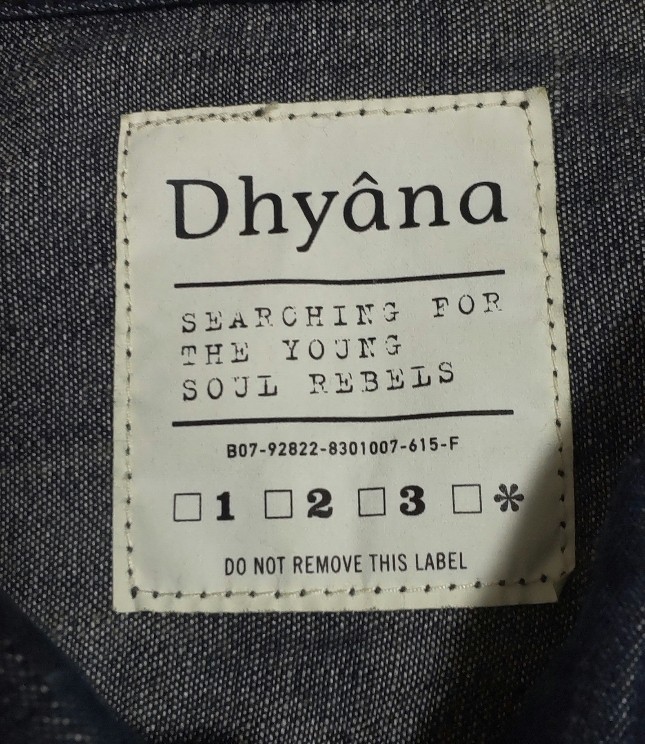 Dhyâna
SEARCHING FOR
THE YOUNG
SOUL REBELS
B07-92822-8301007-615-F
☐1 ☐2 ☐3 ☐*
DO NOT REMOVE THIS LABEL